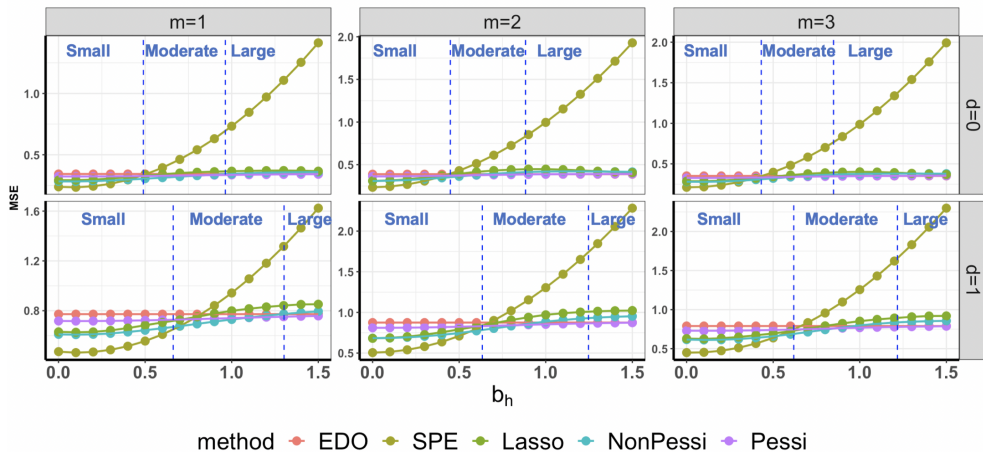 m=1 m=2 m=3
Small Moderate Large Small Moderate Large Small Moderate Large
1.0
0.5
2.0
1.5
1.0
0.5
2.0
1.5
1.0
0.5
d=0
MSE
Small Moderate Large Small Moderate Large Small Moderate Large
1.6
1.2
0.8
2.0
1.5
1.0
0.5
2.0
1.5
1.0
0.5
d=1
0.0 0.5 1.0 1.5 0.0 0.5 1.0 1.5 0.0 0.5 1.0 1.5
bh
method EDO SPE Lasso NonPessi Pessi